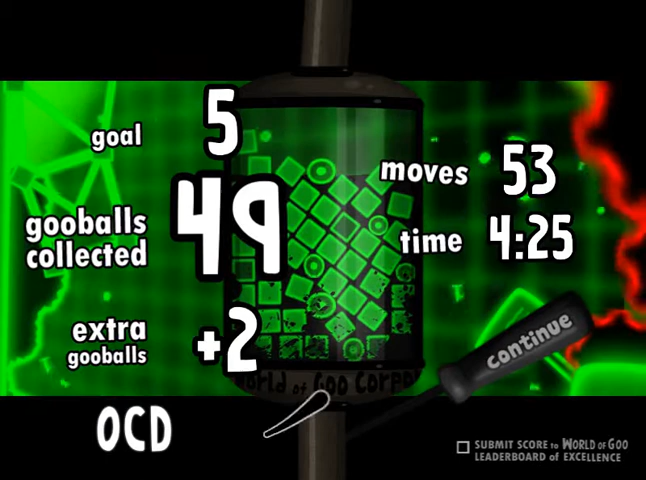 goal
5
gooballs
collected
49
extra
gooballs
+2
moves
53
time
4:25
World of Goo Corpo
continue
OCD
SUBMIT SCORE to WORLD OF GOO
LEADERBOARD of EXCELLENCE